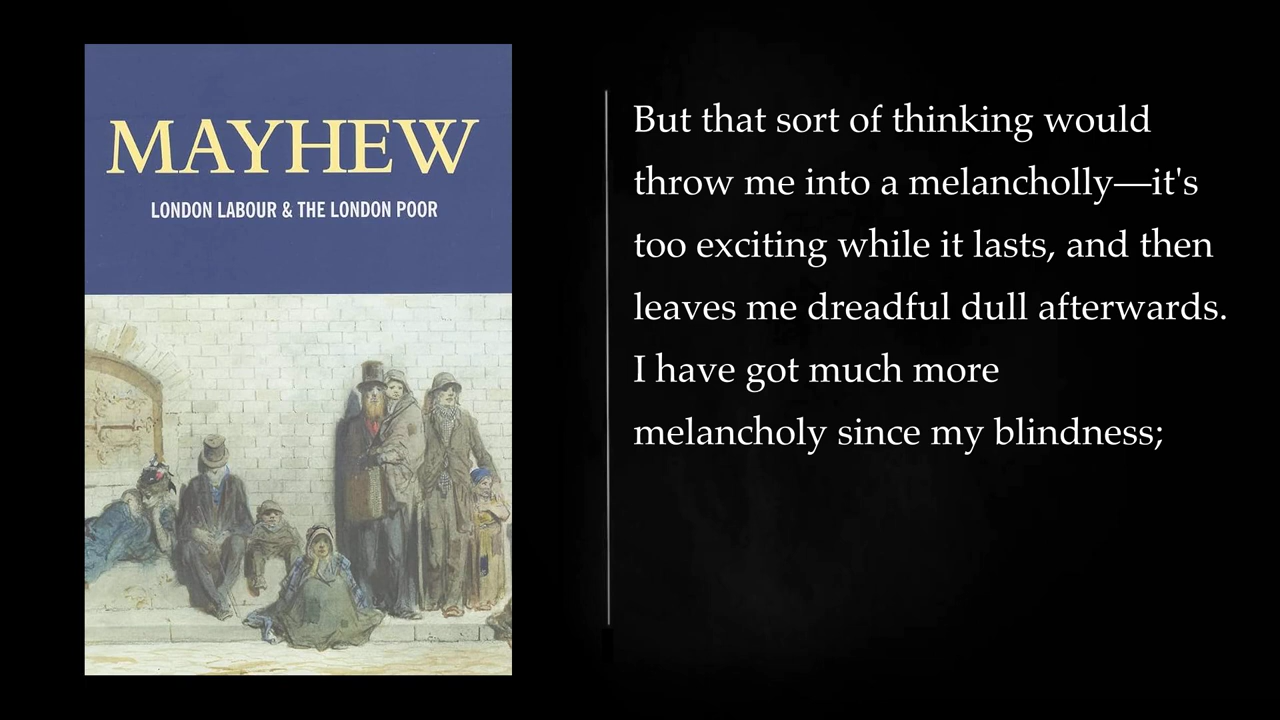 MAYHEW
LONDON LABOUR & THE LONDON POOR
But that sort of thinking would
throw me into a melancholly—it's
too exciting while it lasts, and then
leaves me dreadful dull afterwards.
I have got much more
melancholy since my blindness;